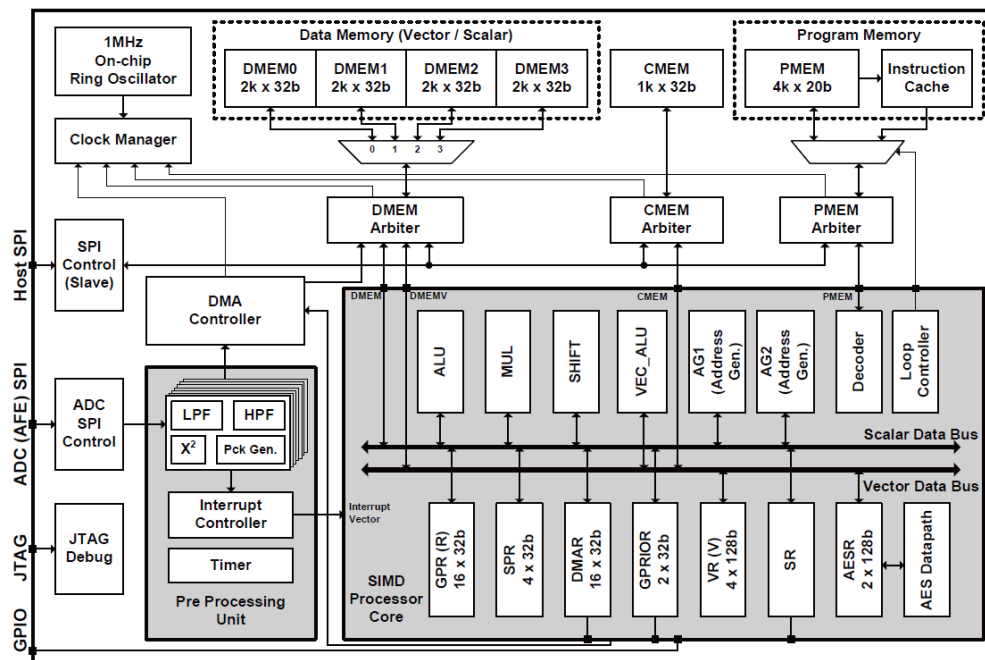 1MHz
On-chip
Ring Oscillator
Clock Manager
Data Memory (Vector / Scalar)
DMEM0
2k x 32b
DMEM1
2k x 32b
DMEM2
2k x 32b
DMEM3
2k x 32b
0 1 2 3
CMEM
1k x 32b
Program Memory
PMEM
4k x 20b
Instruction
Cache
DMEM
Arbiter
CMEM
Arbiter
PMEM
Arbiter
Host SPI
SPI
Control
(Slave)
DMA
Controller
ADC (AFE) SPI
ADC
SPI
Control
LPF
HPF
X²
Pck Gen.
Interrupt
Controller
Timer
Pre Processing
Unit
JTAG
JTAG
Debug
GPIO
DMEM
DMEMV
CMEM
PMEM
ALU
MUL
SHIFT
VEC_ALU
AG1
(Address
Gen.)
AG2
(Address
Gen.)
Decoder
Loop
Controller
Scalar Data Bus
Vector Data Bus
Interrupt
Vector
SIMD
Processor
Core
GPR (R)
16 x 32b
SPR
4 x 32b
DMAR
16 x 32b
GPRIOR
2 x 32b
VR (V)
4 x 128b
SR
AESR
2 x 128b
AES Datapath